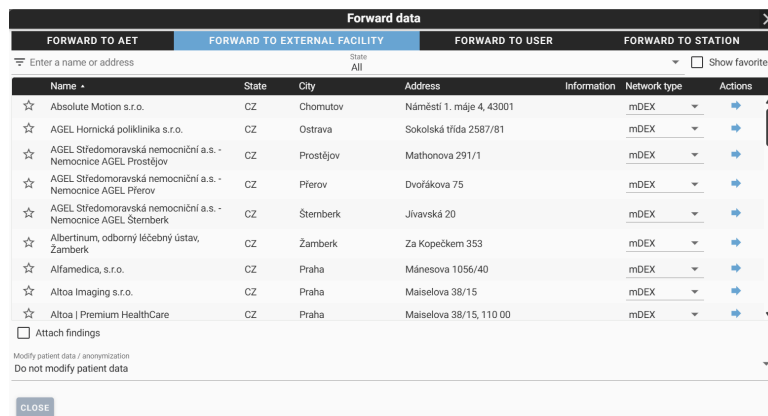 Forward data
FORWARD TO AET FORWARD TO EXTERNAL FACILITY FORWARD TO USER FORWARD TO STATION
Enter a name or address State All Show favorite
Name State City Address Information Network type Actions
Absolute Motion s.r.o. CZ Chomutov Náměstí 1. máje 4, 43001 mDEX
AGEL Hornická poliklinika s.r.o. CZ Ostrava Sokolská třída 2587/81 mDEX
AGEL Středomoravská nemocniční a.s. -
Nemocnice AGEL Prostějov CZ Prostějov Mathonova 291/1 mDEX
AGEL Středomoravská nemocniční a.s. -
Nemocnice AGEL Přerov CZ Přerov Dvořákova 75 mDEX
AGEL Středomoravská nemocniční a.s. -
Nemocnice AGEL Šternberk CZ Šternberk Jívavská 20 mDEX
Albertinum, odborný léčebný ústav,
Žamberk CZ Žamberk Za Kopečkem 353 mDEX
Alfamedica, s.r.o. CZ Praha Mánesova 1056/40 mDEX
Altoa Imaging s.r.o. CZ Praha Maiselova 38/15 mDEX
Altoa | Premium HealthCare CZ Praha Maiselova 38/15, 110 00 mDEX
Attach findings
Modify patient data / anonymization
Do not modify patient data
CLOSE